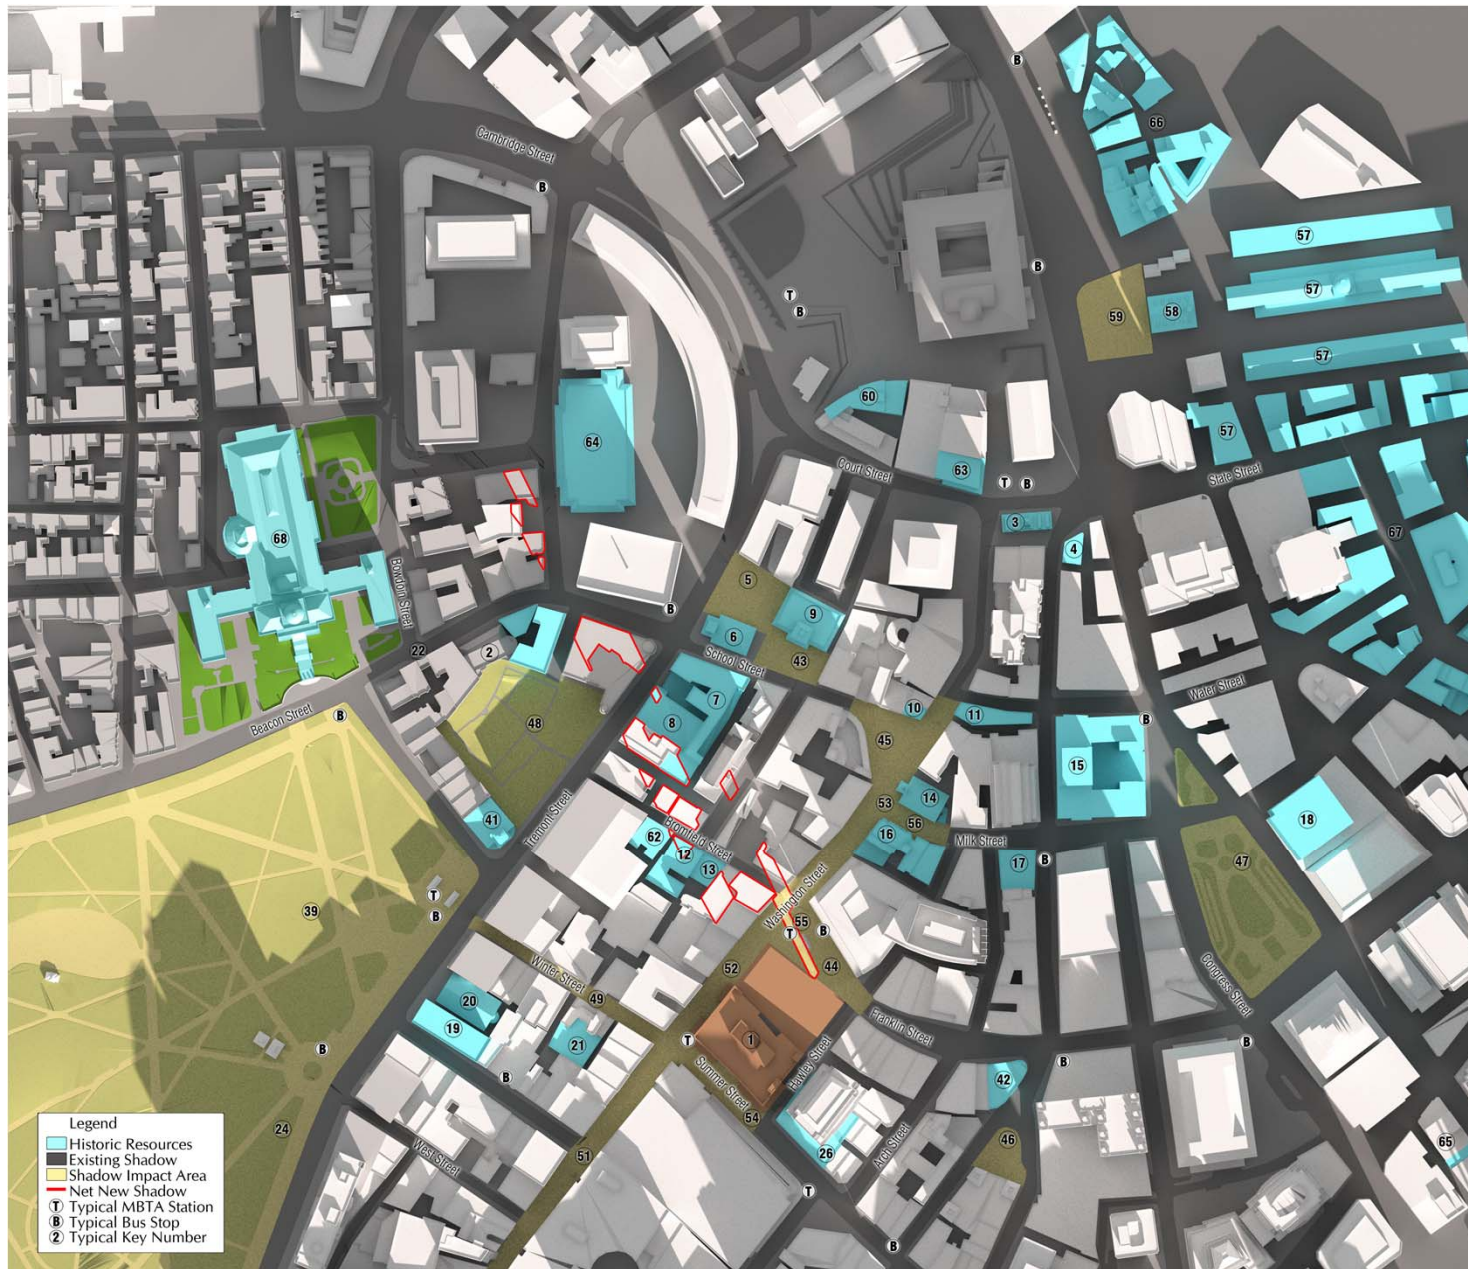 B
Cambridge Street
66
B
57
B
T
B
57
59
58
57
60
64
57
Court Street
63
State Street
T
B
3
67
68
4
5
Bowdoin Street
B
9
6
22
2
School Street
43
7
Water Street
Beacon Street
B
8
10
11
B
48
45
15
53
14
Tremont Street
56
41
62
Bromfield Street
16
Milk Street
18
12
13
17
B
47
T
Washington Street
39
B
55
T
B
52
44
Winter Street
49
Congress Street
20
19
Franklin Street
21
T
1
B
B
Summer Street
Hawley Street
B
B
42
Legend
54
24
Historic Resources
Existing Shadow
46
Shadow Impact Area
51
West Street
26
Arch Street
65
Net New Shadow
T Typical MBTA Station
T
B Typical Bus Stop
2 Typical Key Number
B